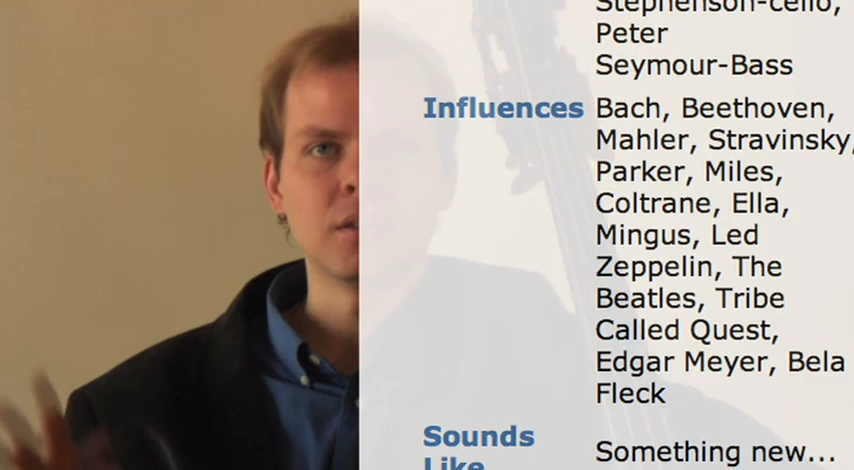 Stephenson-cello,
Peter
Seymour-Bass
Influences Bach, Beethoven,
Mahler, Stravinsky,
Parker, Miles,
Coltrane, Ella,
Mingus, Led
Zeppelin, The
Beatles, Tribe
Called Quest,
Edgar Meyer, Bela
Fleck
Sounds Something new...
Like